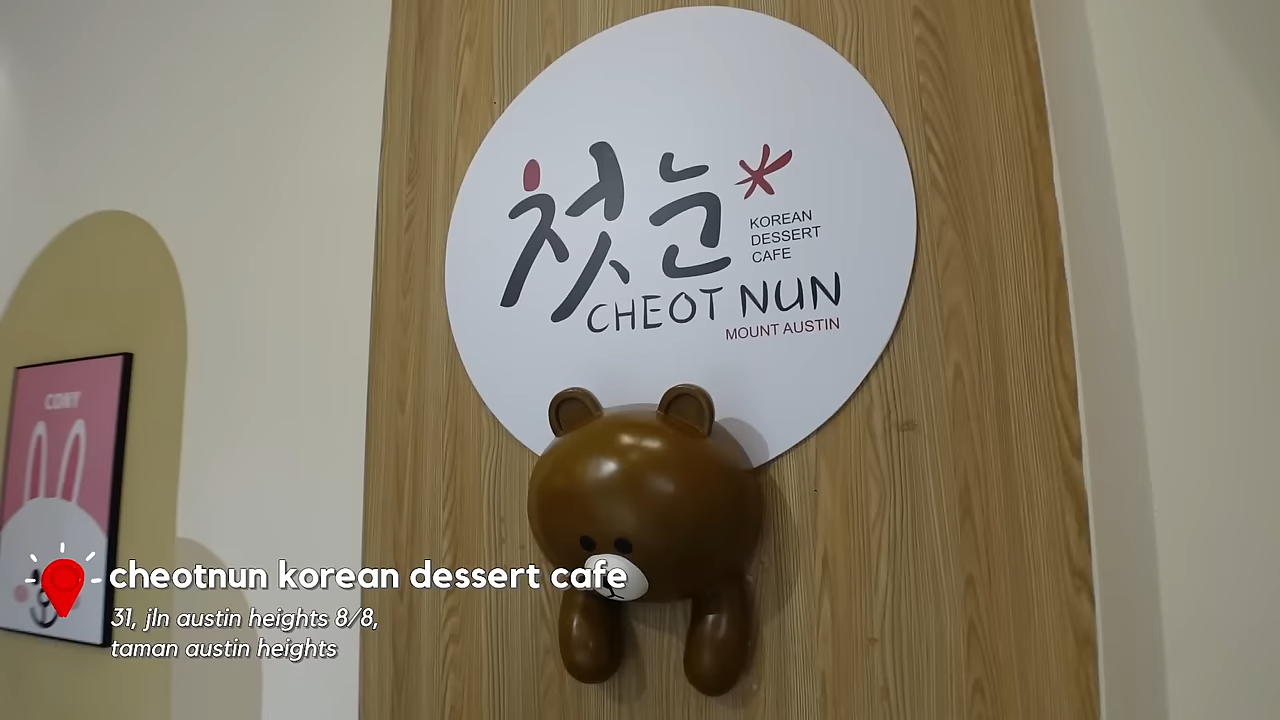 첫눈*
KOREAN
DESSERT
CAFE
CHEOT NUN
MOUNT AUSTIN
CONY
cheotnun korean dessert cafe
31, jln austin heights 8/8,
taman austin heights